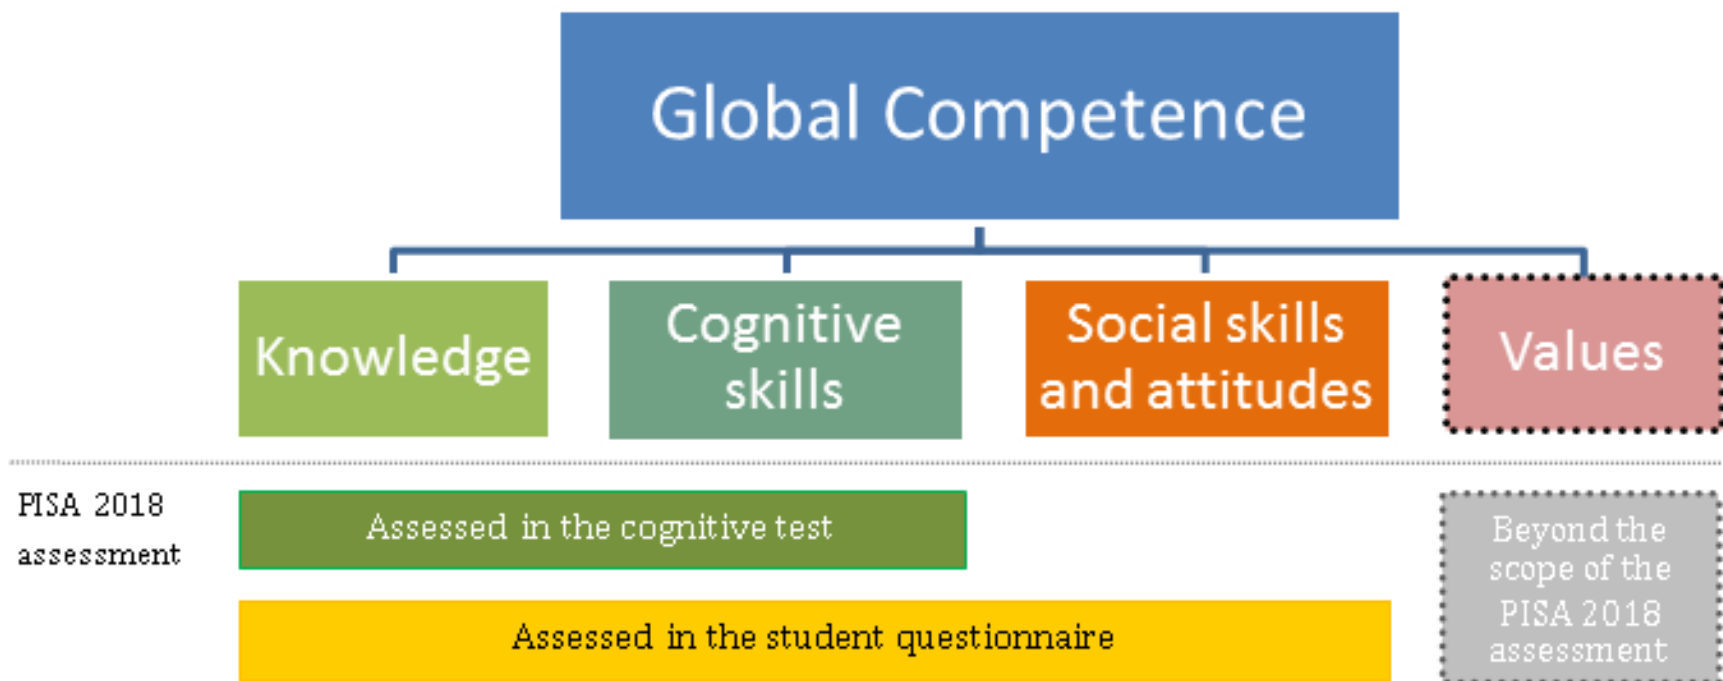 Global Competence
Knowledge
Cognitive
skills
Social skills
and attitudes
Values
PISA 2018
assessment
Assessed in the cognitive test
Assessed in the student questionnaire
Beyond the
scope of the
PISA 2018
assessment